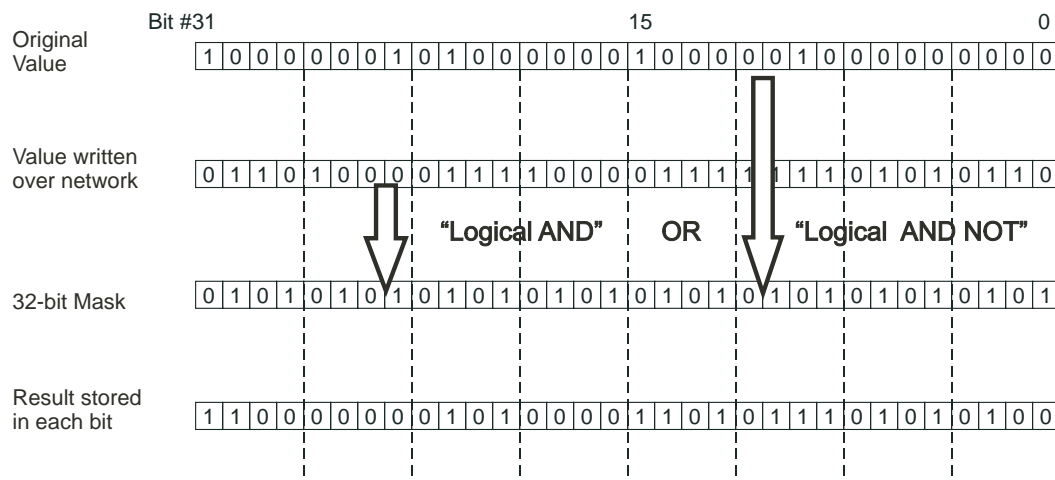 Bit #31 15 0
Original
Value
1 0 0 0 0 0 0 1 0 1 0 0 0 0 0 0 1 0 0 0 0 0 1 0 0 0 0 0 0 0 0 0
Value written
over network
0 1 1 0 1 0 0 0 0 1 1 1 1 0 0 0 0 1 1 1 1 1 1 1 0 1 0 1 0 1 1 0
“Logical AND” OR “Logical AND NOT”
32-bit Mask
0 1 0 1 0 1 0 1 0 1 0 1 0 1 0 1 0 1 0 1 0 1 0 1 0 1 0 1 0 1 0 1
Result stored
in each bit
1 1 0 0 0 0 0 0 0 1 0 1 0 0 0 0 1 1 0 1 0 1 1 1 0 1 0 1 0 1 0 0